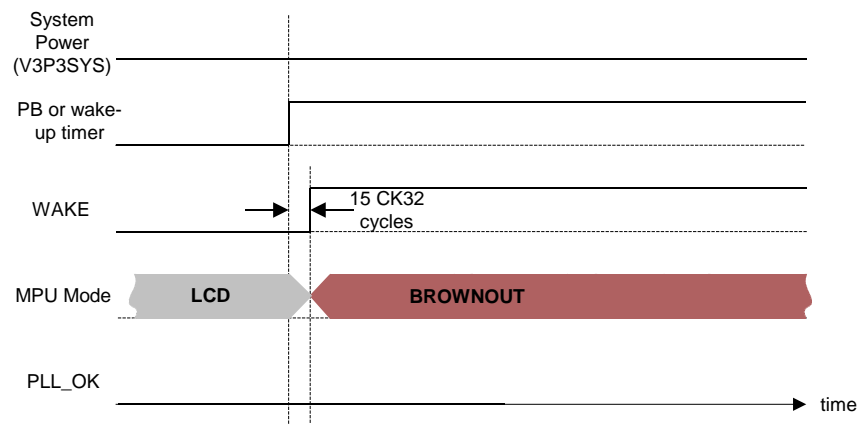 System
Power
(V3P3SYS)
PB or wake-
up timer
WAKE
15 CK32
cycles
MPU Mode
LCD
BROWNOUT
PLL_OK
time